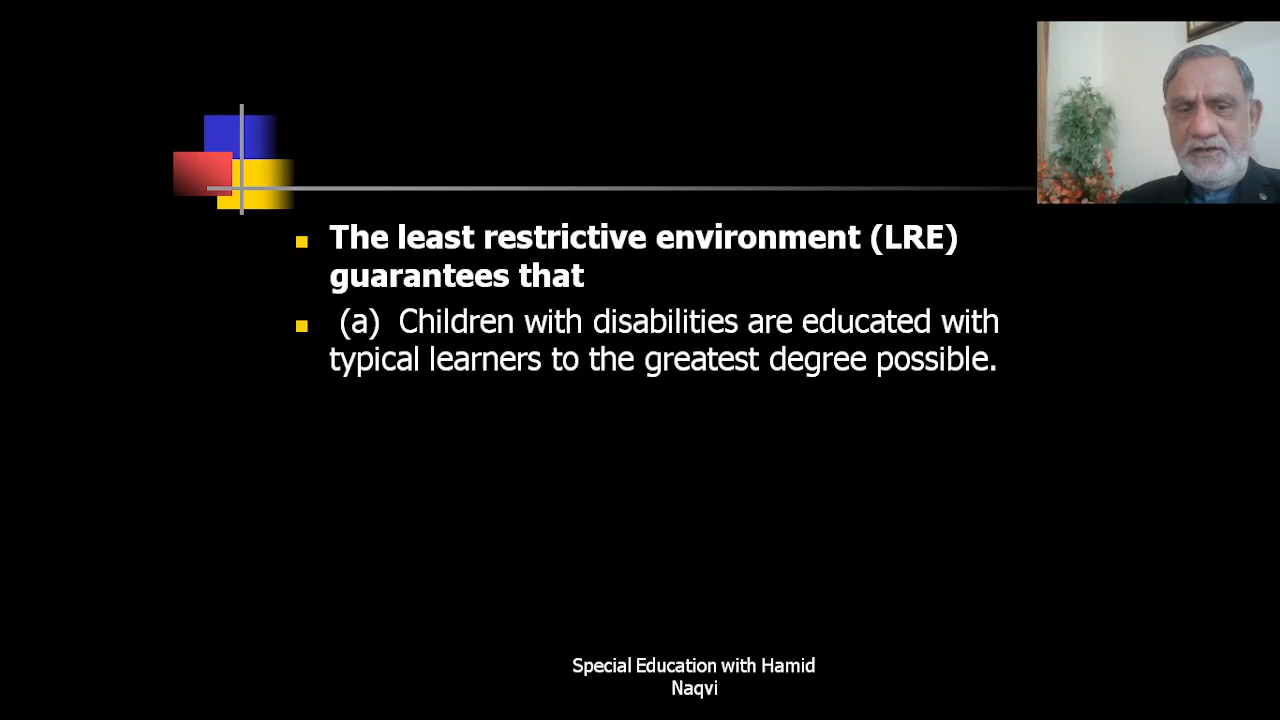 The least restrictive environment (LRE)
guarantees that
(a) Children with disabilities are educated with
typical learners to the greatest degree possible.
Special Education with Hamid
Naqvi